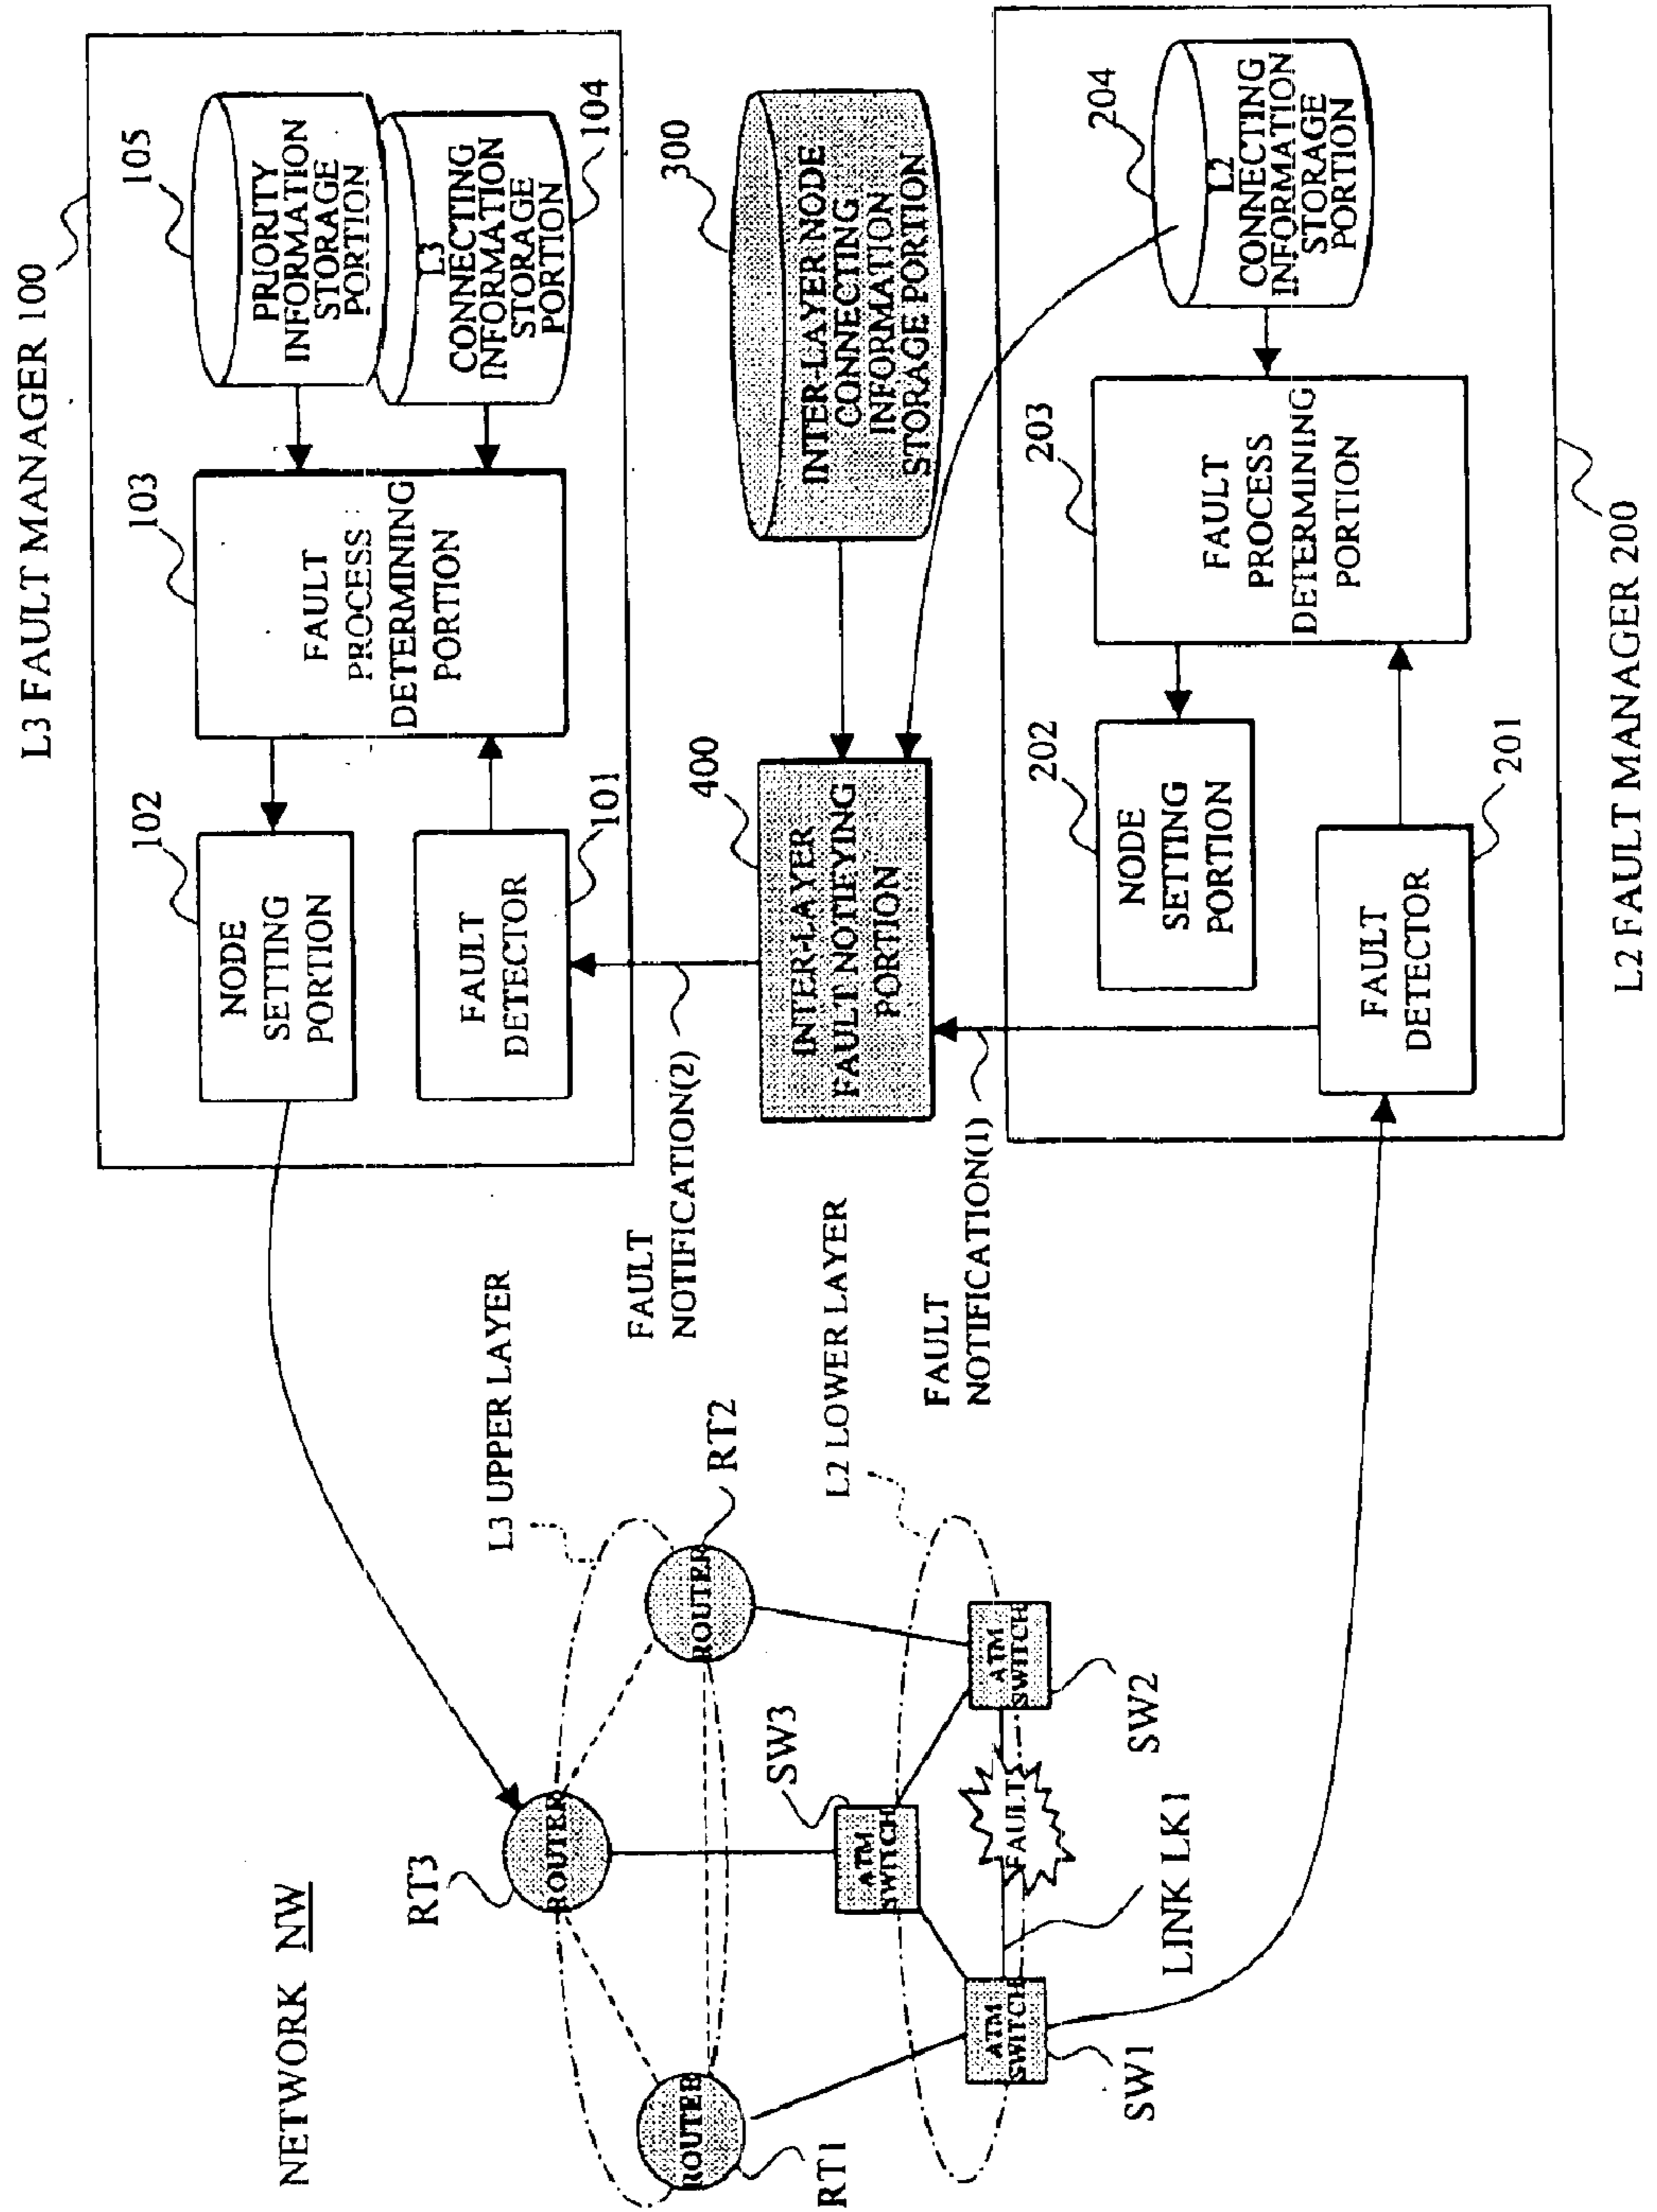 NETWORK NW
L3 FAULT MANAGER 100
RT3
ROUTER
RT1
ROUTER
RT2
ROUTER
L3 UPPER LAYER
L2 LOWER LAYER
SW3
ATM
SWITCH
SW1
ATM
SWITCH
SW2
ATM
SWITCH
FAULT
LINK LK1
102
NODE
SETTING
PORTION
101
FAULT
DETECTOR
103
FAULT
PROCESS
DETERMINING
PORTION
105
PRIORITY
INFORMATION
STORAGE
PORTION
104
L3
CONNECTING
INFORMATION
STORAGE
PORTION
FAULT
NOTIFICATION(2)
400
INTER-LAYER
FAULT NOTIFYING
PORTION
300
INTER-LAYER NODE
CONNECTING
INFORMATION
STORAGE PORTION
FAULT
NOTIFICATION(1)
202
NODE
SETTING
PORTION
201
FAULT
DETECTOR
203
FAULT
PROCESS
DETERMINING
PORTION
204
L2
CONNECTING
INFORMATION
STORAGE
PORTION
L2 FAULT MANAGER 200